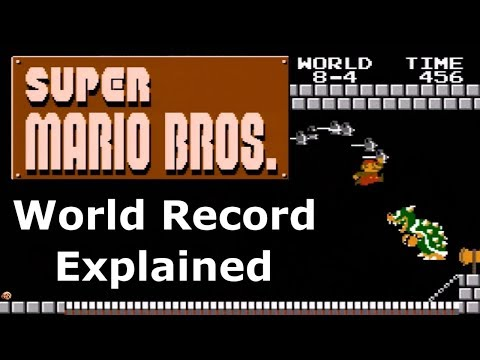 SUPER
MARIO BROS.
WORLD TIME
8-4 456
World Record
Explained